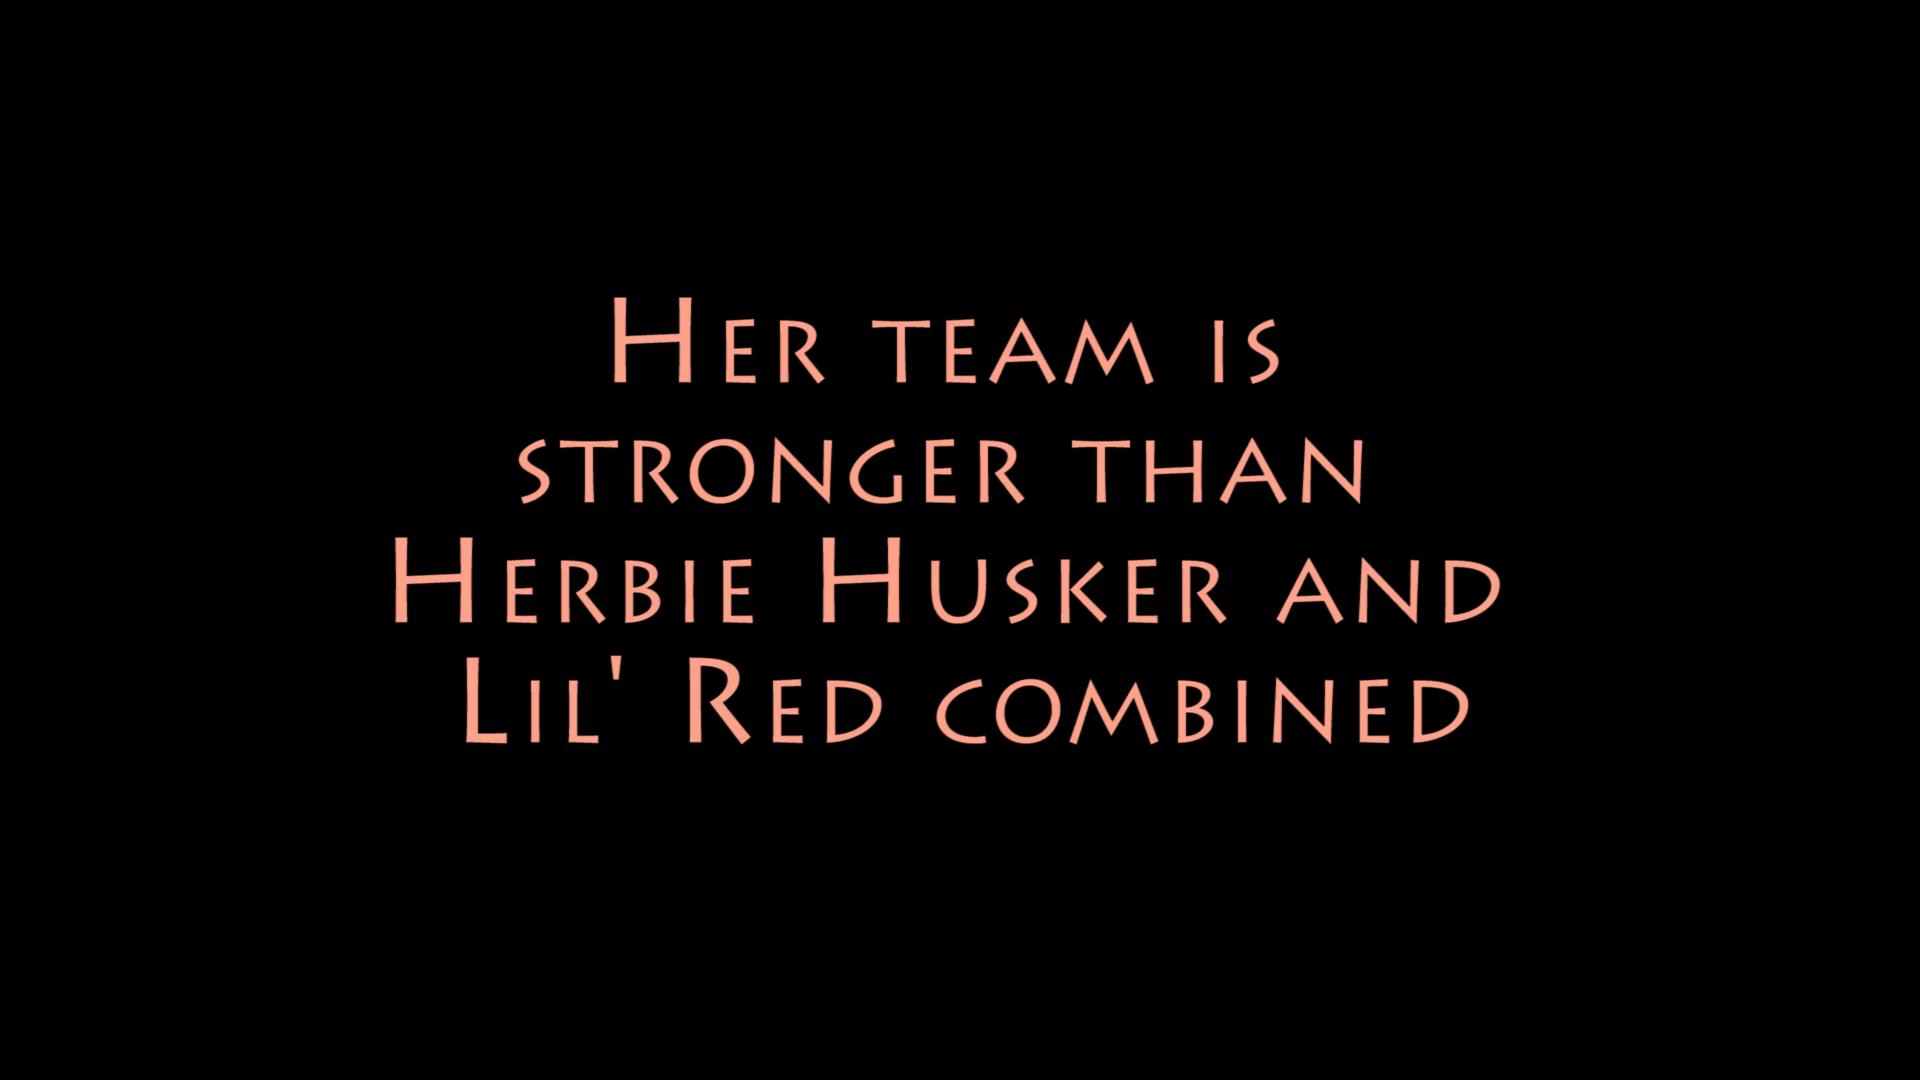 Her team is
stronger than
Herbie Husker and
Lil' Red combined